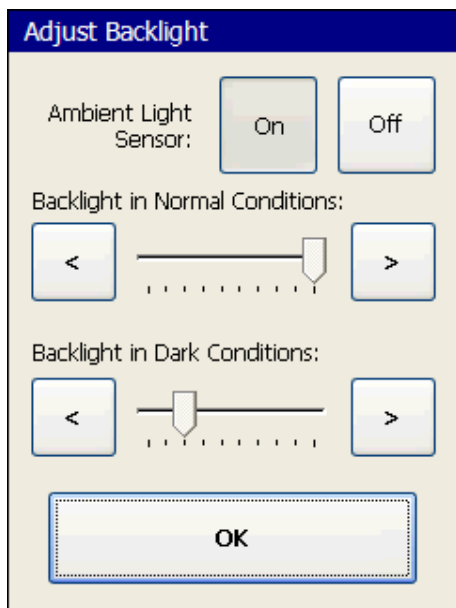 Adjust Backlight
Ambient Light
Sensor:
On
Off
Backlight in Normal Conditions:
<
>
Backlight in Dark Conditions:
<
>
OK